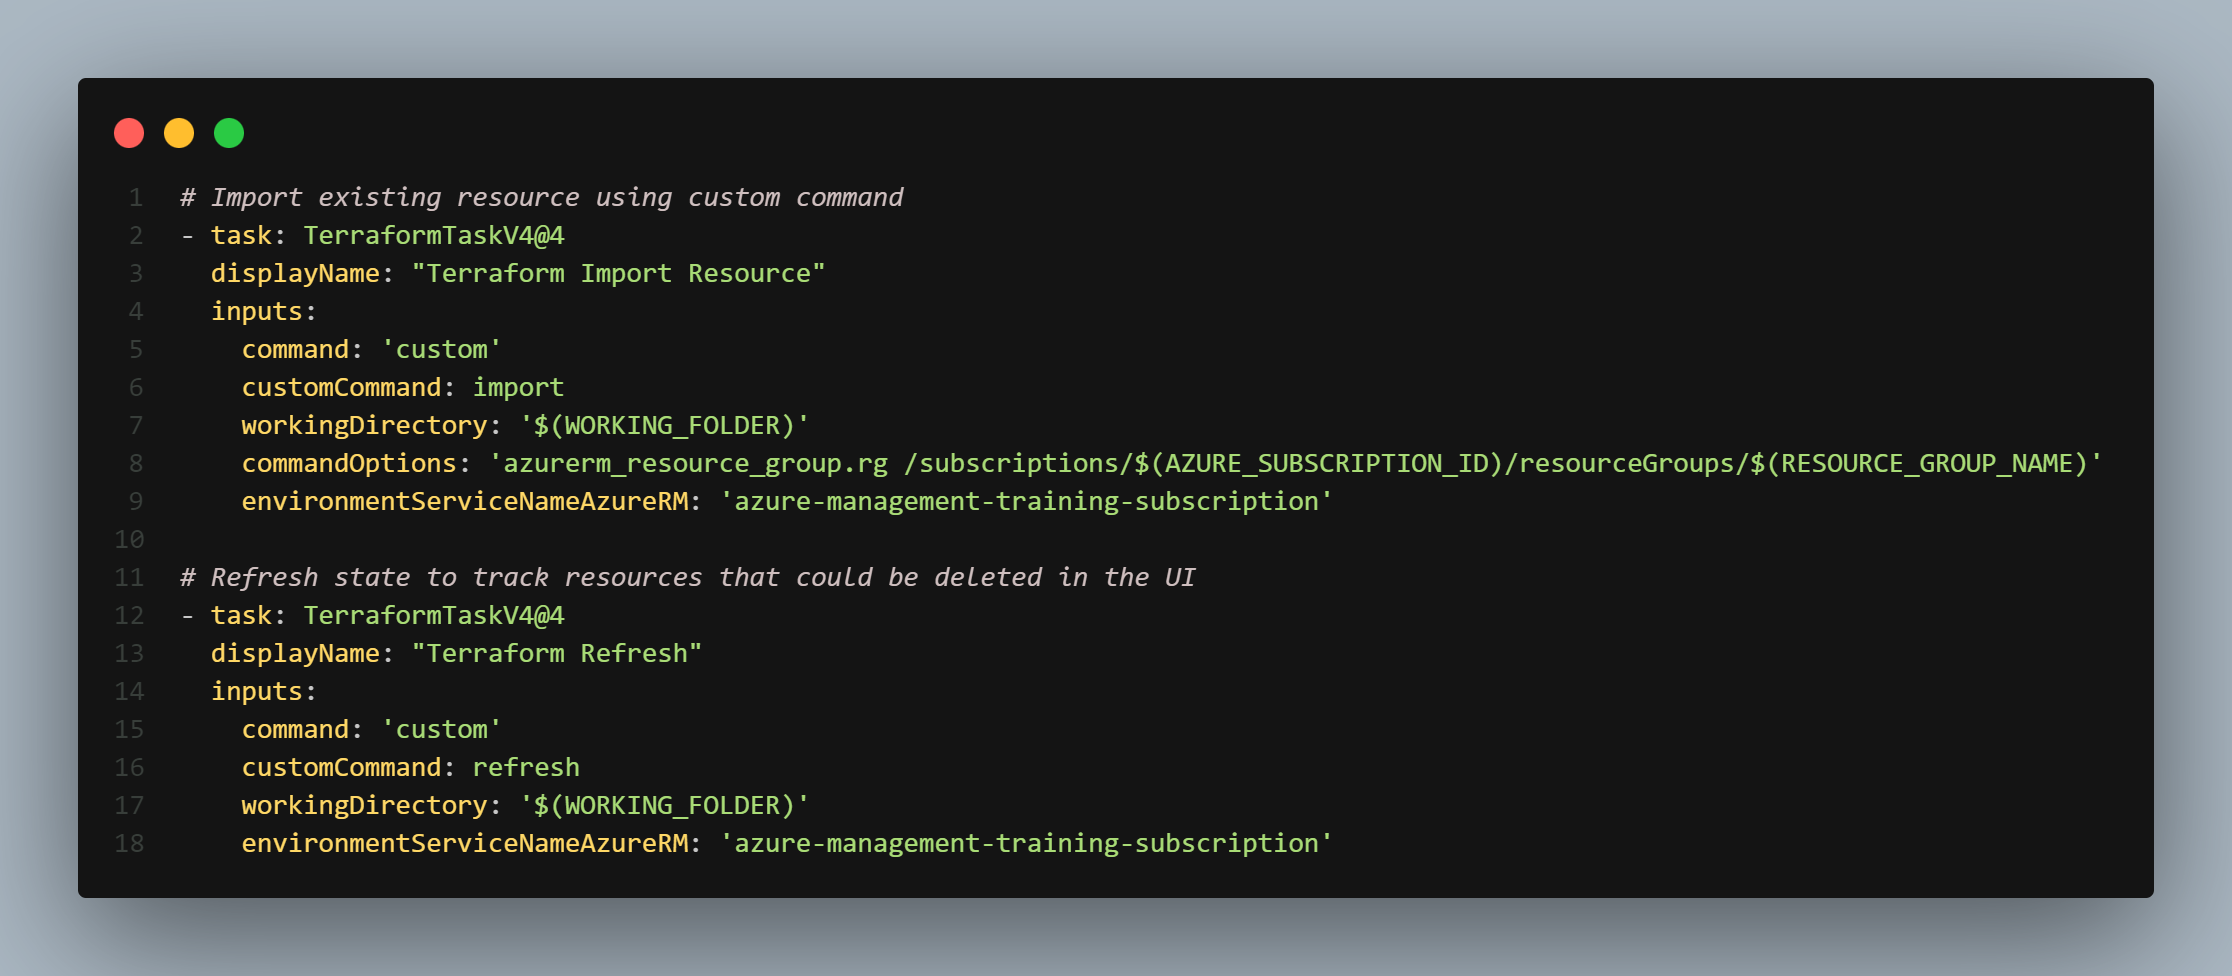 1 # Import existing resource using custom command
2 - task: TerraformTaskV4@4
3   displayName: "Terraform Import Resource"
4   inputs:
5     command: 'custom'
6     customCommand: import
7     workingDirectory: '$(WORKING_FOLDER)'
8     commandOptions: 'azurerm_resource_group.rg /subscriptions/$(AZURE_SUBSCRIPTION_ID)/resourceGroups/$(RESOURCE_GROUP_NAME)'
9     environmentServiceNameAzureRM: 'azure-management-training-subscription'
10
11 # Refresh state to track resources that could be deleted in the UI
12 - task: TerraformTaskV4@4
13   displayName: "Terraform Refresh"
14   inputs:
15     command: 'custom'
16     customCommand: refresh
17     workingDirectory: '$(WORKING_FOLDER)'
18     environmentServiceNameAzureRM: 'azure-management-training-subscription'